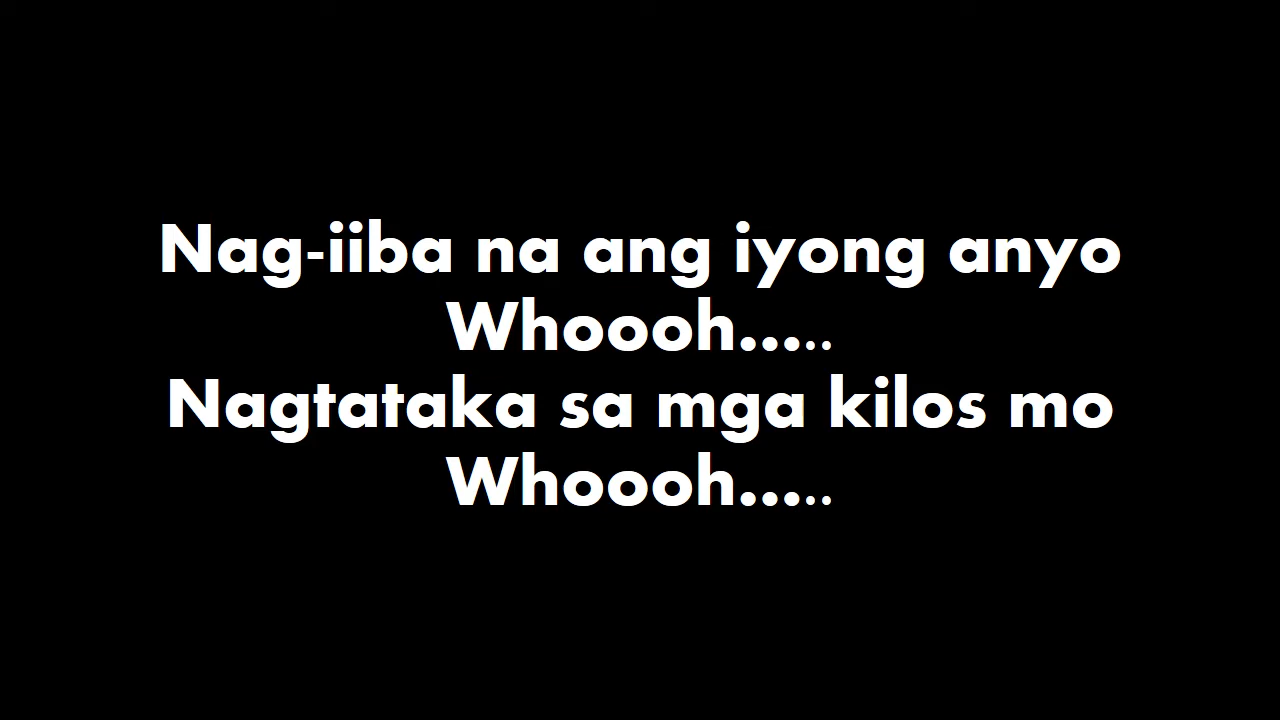 Nag-iiba na ang iyong anyo
Whoooh.....
Nagtataka sa mga kilos mo
Whoooh.....